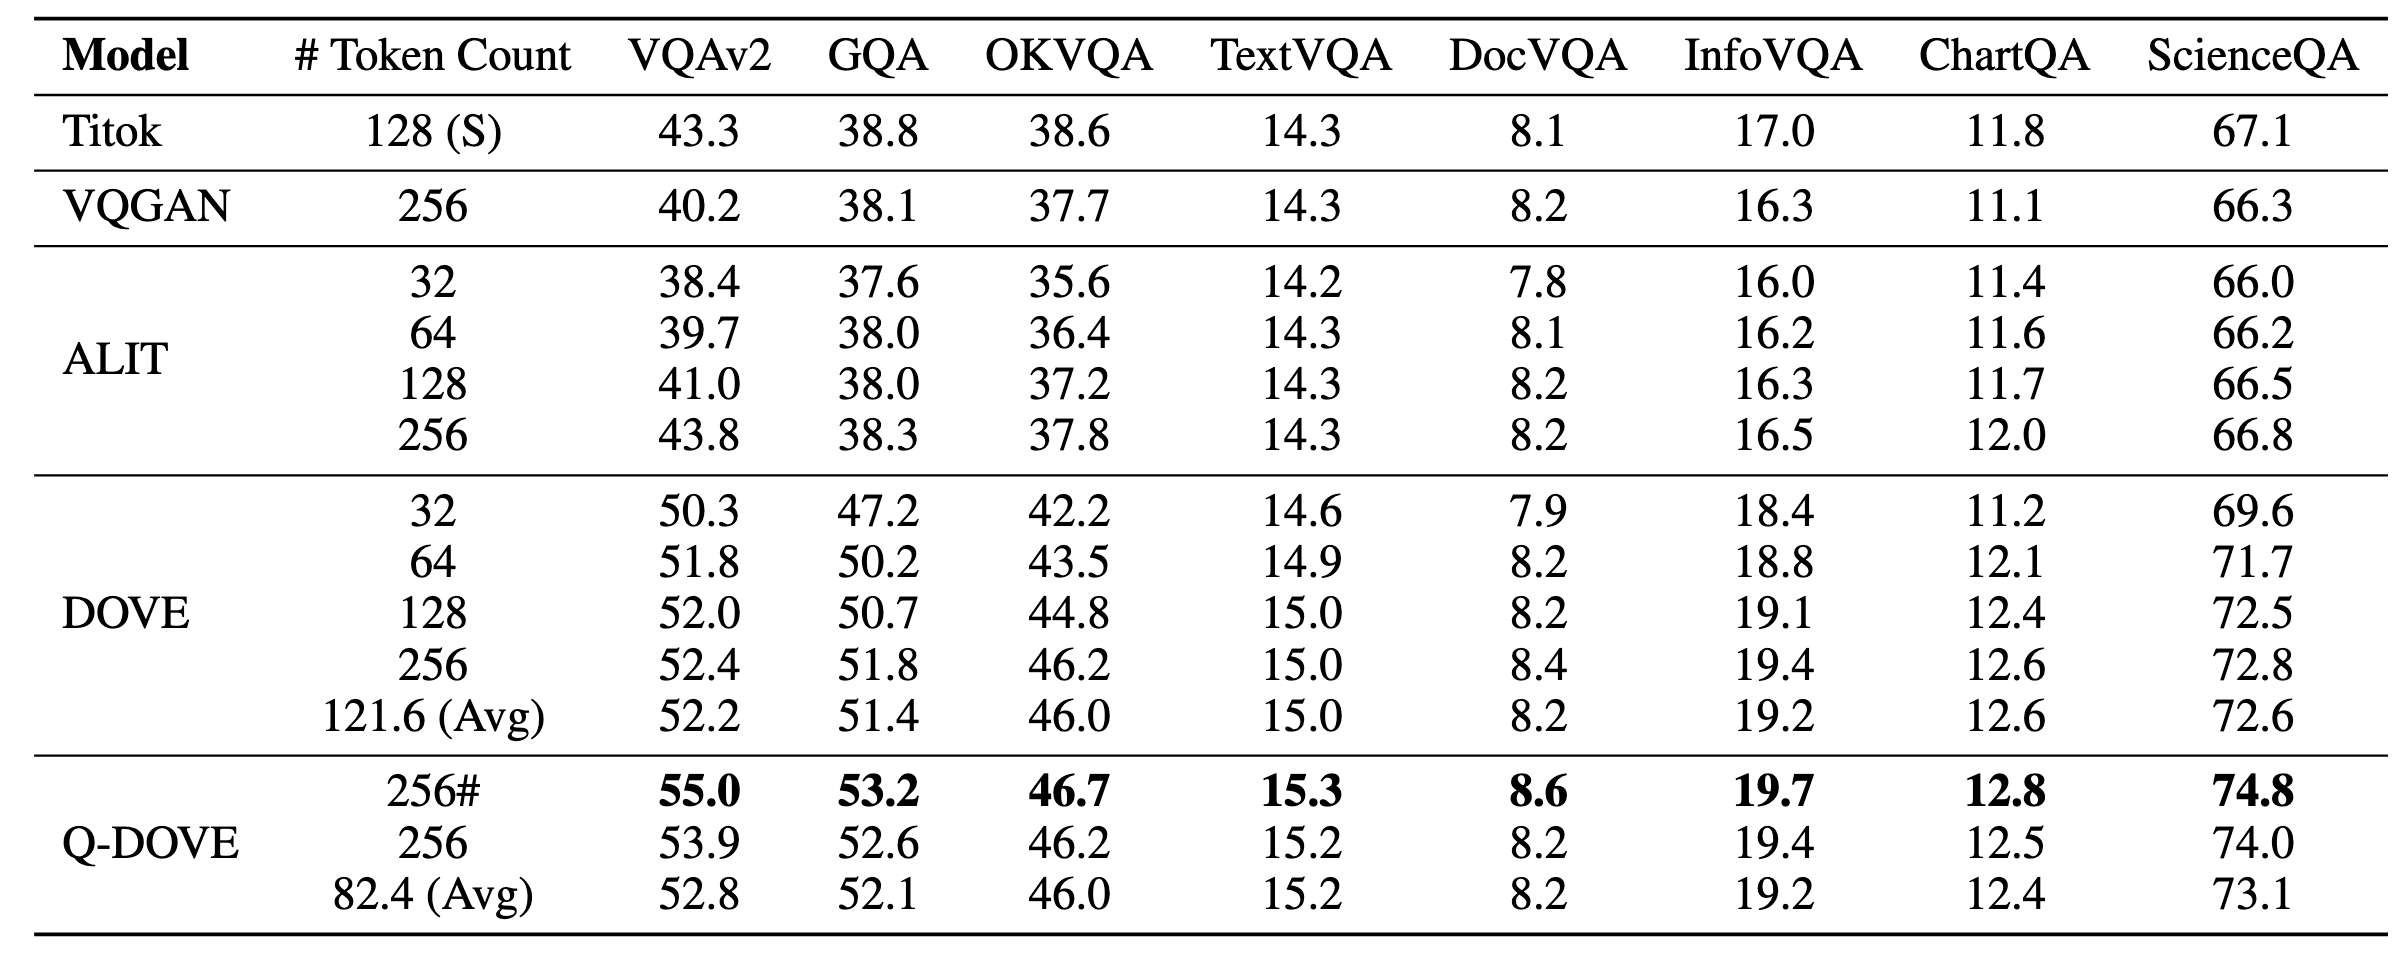 Model # Token Count VQAv2 GQA OKVQA TextVQA DocVQA InfoVQA ChartQA ScienceQA
Titok 128 (S) 43.3 38.8 38.6 14.3 8.1 17.0 11.8 67.1
VQGAN 256 40.2 38.1 37.7 14.3 8.2 16.3 11.1 66.3
32 38.4 37.6 35.6 14.2 7.8 16.0 11.4 66.0
64 39.7 38.0 36.4 14.3 8.1 16.2 11.6 66.2
ALIT
128 41.0 38.0 37.2 14.3 8.2 16.3 11.7 66.5
256 43.8 38.3 37.8 14.3 8.2 16.5 12.0 66.8
32 50.3 47.2 42.2 14.6 7.9 18.4 11.2 69.6
64 51.8 50.2 43.5 14.9 8.2 18.8 12.1 71.7
DOVE 128 52.0 50.7 44.8 15.0 8.2 19.1 12.4 72.5
256 52.4 51.8 46.2 15.0 8.4 19.4 12.6 72.8
121.6 (Avg) 52.2 51.4 46.0 15.0 8.2 19.2 12.6 72.6
256# 55.0 53.2 46.7 15.3 8.6 19.7 12.8 74.8
Q-DOVE 256 53.9 52.6 46.2 15.2 8.2 19.4 12.5 74.0
82.4 (Avg) 52.8 52.1 46.0 15.2 8.2 19.2 12.4 73.1